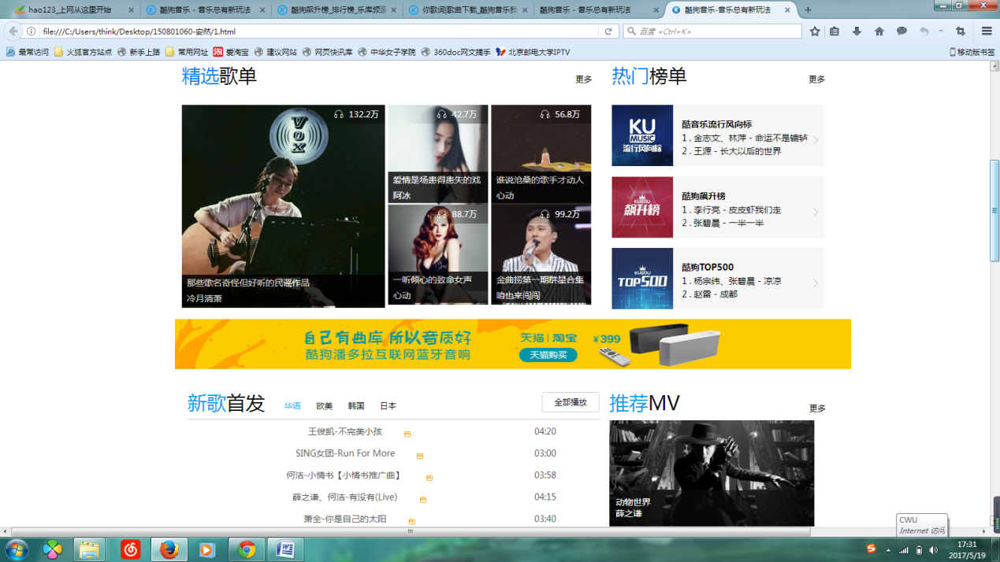 hao123_上网从这里开始
酷狗音乐 - 音乐总有新玩法
酷狗飙升榜_排行榜_乐库频道
你歌词|歌曲下载_酷狗音乐我
酷狗音乐 - 音乐总有新玩法
酷狗音乐-音乐总有新玩法
file:///C:/Users/think/Desktop/150801060-安然/1.html
百度 <Ctrl+K>
最常访问 火狐官方站点 新手上路 常用网址 爱淘宝 建议网站 网页快讯库 中华女子学院 360doc网文摘手 北京邮电大学IPTV 移动版书签
精选歌单 更多
132.2万
VOX
那些歌名奇怪但好听的民谣作品
冷月清萧
42.7万
爱情是场患得患失的戏
阿冰
56.8万
谁说沧桑的歌手才动人
心动
88.7万
一听倾心的致命女声
心动
99.2万
金曲捞第一期群星合集
咱也来闯闯
热门榜单 更多
KU
MUSIC
流行风向标
酷音乐流行风向标
1 . 金志文、林萍 - 命运不是辘轳
2 . 王源 - 长大以后的世界
KUGOU
飙升榜
酷狗飙升榜
1 . 李行亮 - 皮皮虾我们走
2 . 张碧晨 - 一半一半
KUGOU
TOP500
酷狗TOP500
1 . 杨宗纬、张碧晨 - 凉凉
2 . 赵雷 - 成都
自己有曲库 所以音质好
酷狗潘多拉互联网蓝牙音响
天猫 | 淘宝
天猫购买
¥399
新歌首发 华语 欧美 韩国 日本 全部播放
王俊凯-不完美小孩 04:20
SING女团-Run For More 03:00
何洁-小情书【小情书推广曲】 03:58
薛之谦、何洁-有没有(Live) 04:15
萧全-你是自己的太阳 03:40
推荐MV 更多
动物世界
薛之谦
CWU
Internet 访问
17:31
2017/5/19